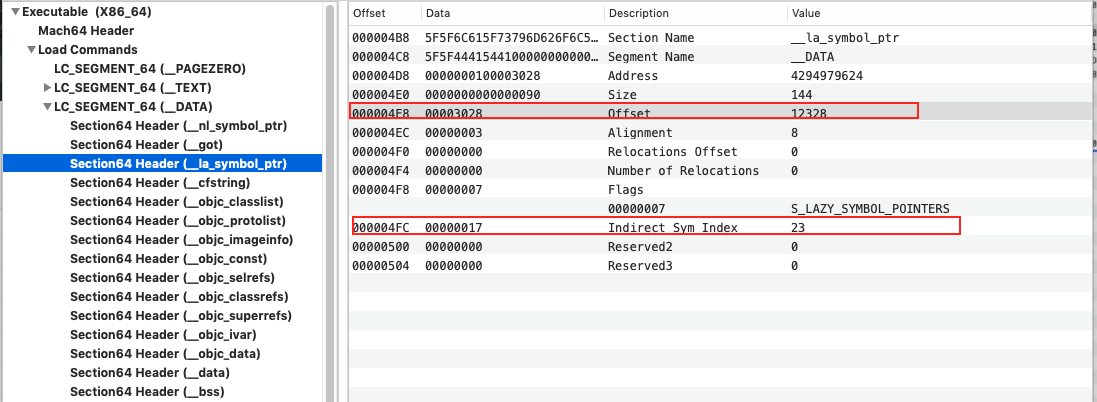 Executable (X86_64)
Mach64 Header
Load Commands
LC_SEGMENT_64 (__PAGEZERO)
LC_SEGMENT_64 (__TEXT)
LC_SEGMENT_64 (__DATA)
Section64 Header (__nl_symbol_ptr)
Section64 Header (__got)
Section64 Header (__la_symbol_ptr)
Section64 Header (__cfstring)
Section64 Header (__objc_classlist)
Section64 Header (__objc_protolist)
Section64 Header (__objc_imageinfo)
Section64 Header (__objc_const)
Section64 Header (__objc_selrefs)
Section64 Header (__objc_classrefs)
Section64 Header (__objc_superrefs)
Section64 Header (__objc_ivar)
Section64 Header (__objc_data)
Section64 Header (__data)
Section64 Header (__bss)
Offset Data Description Value
000004B8 5F5F6C615F73796D626F6C5... Section Name __la_symbol_ptr
000004C8 5F5F4441544100000000000... Segment Name __DATA
000004D8 0000000100003028 Address 4294979624
000004E0 0000000000000090 Size 144
000004E8 00003028 Offset 12328
000004EC 00000003 Alignment 8
000004F0 00000000 Relocations Offset 0
000004F4 00000000 Number of Relocations 0
000004F8 00000007 Flags
00000007 S_LAZY_SYMBOL_POINTERS
000004FC 00000017 Indirect Sym Index 23
00000500 00000000 Reserved2 0
00000504 00000000 Reserved3 0